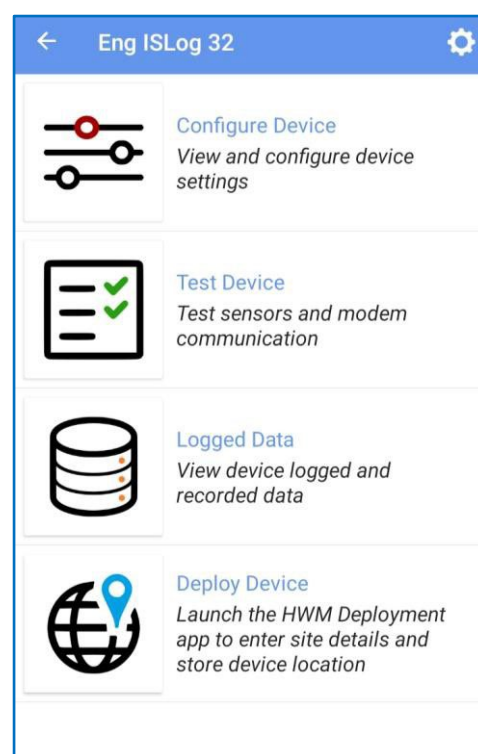 Eng ISLog 32
Configure Device
View and configure device
settings
Test Device
Test sensors and modem
communication
Logged Data
View device logged and
recorded data
Deploy Device
Launch the HWM Deployment
app to enter site details and
store device location